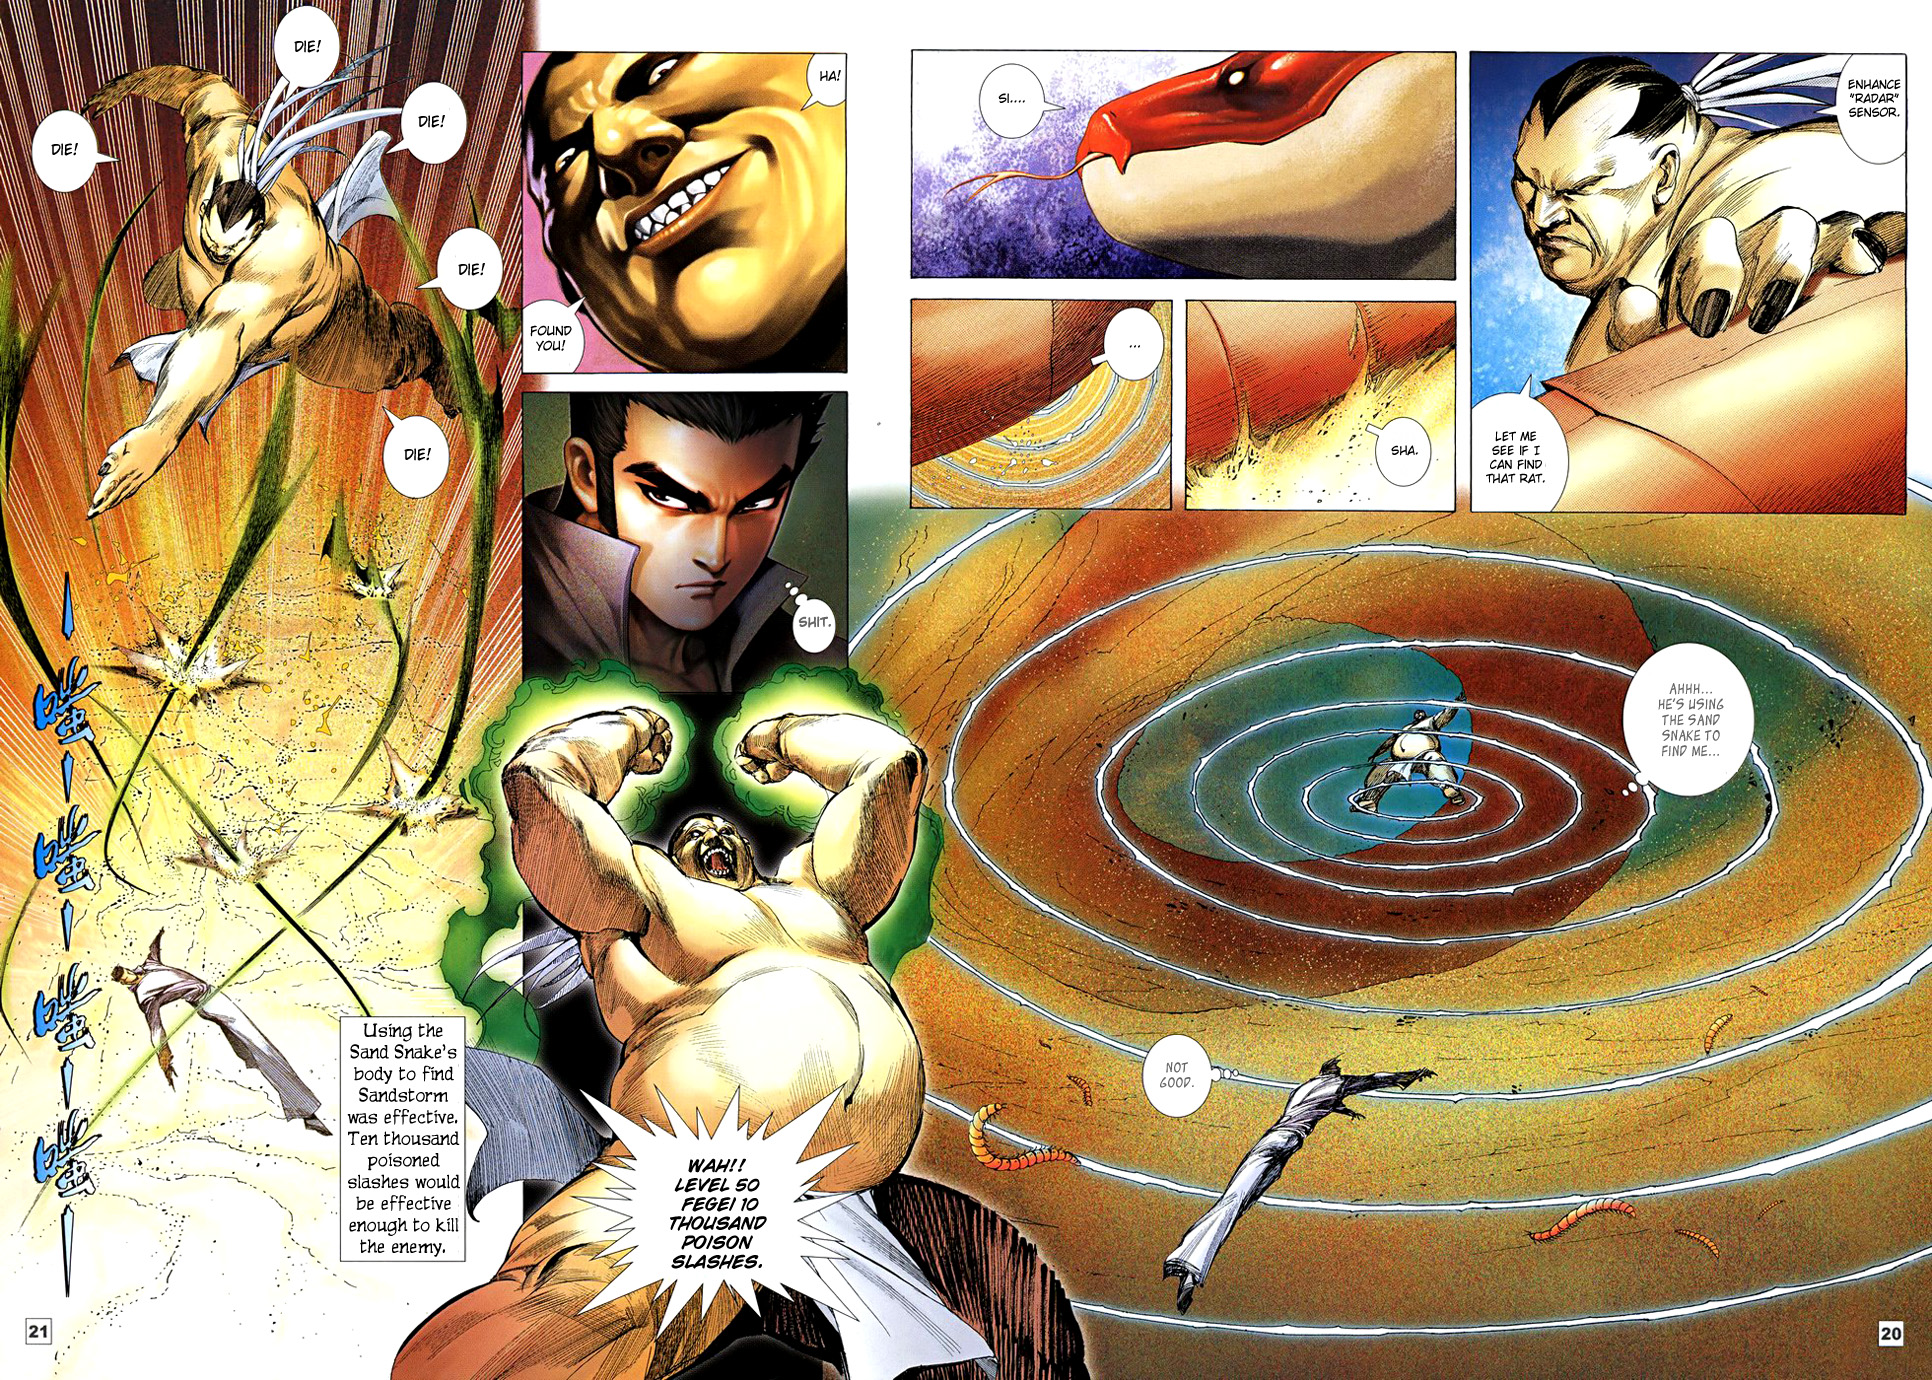 ENHANCE
"RADAR"
SENSOR.
LET ME
SEE IF I
CAN FIND
THAT RAT.
SI....
SHA.
...
AHHH...
HE'S USING
THE SAND
SNAKE TO
FIND ME...
NOT
GOOD.
20
HA!
FOUND
YOU!
SHIT.
WAH!!
LEVEL 50
FEGEI 10
THOUSAND
POISON
SLASHES.
DIE!
DIE!
DIE!
DIE!
DIE!
Using the
Sand Snake's
body to find
Sandstorm
was effective.
Ten thousand
poisoned
slashes would
be effective
enough to kill
the enemy.
21